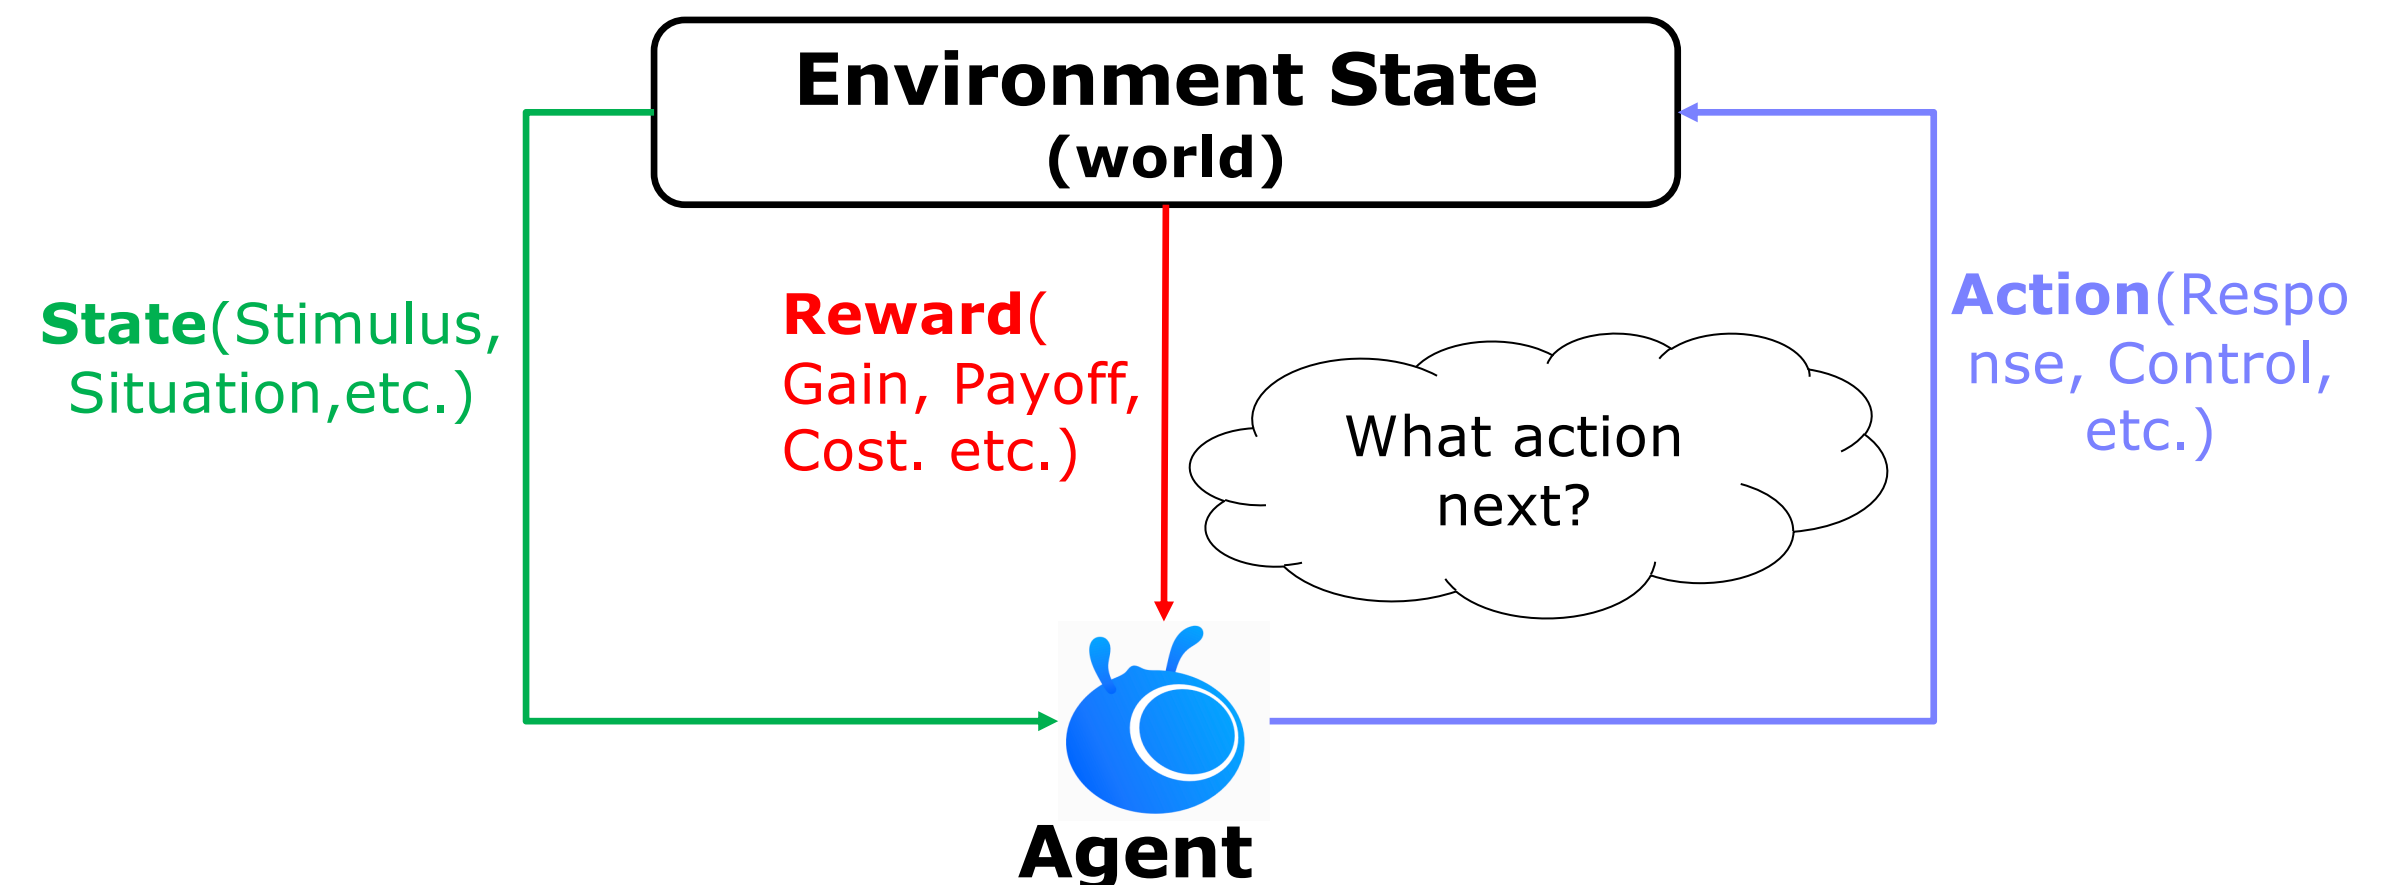 Environment State
(world)
State(Stimulus,
Situation,etc.)
Reward(
Gain, Payoff,
Cost. etc.)
What action
next?
Action(Respo
nse, Control,
etc.)
Agent